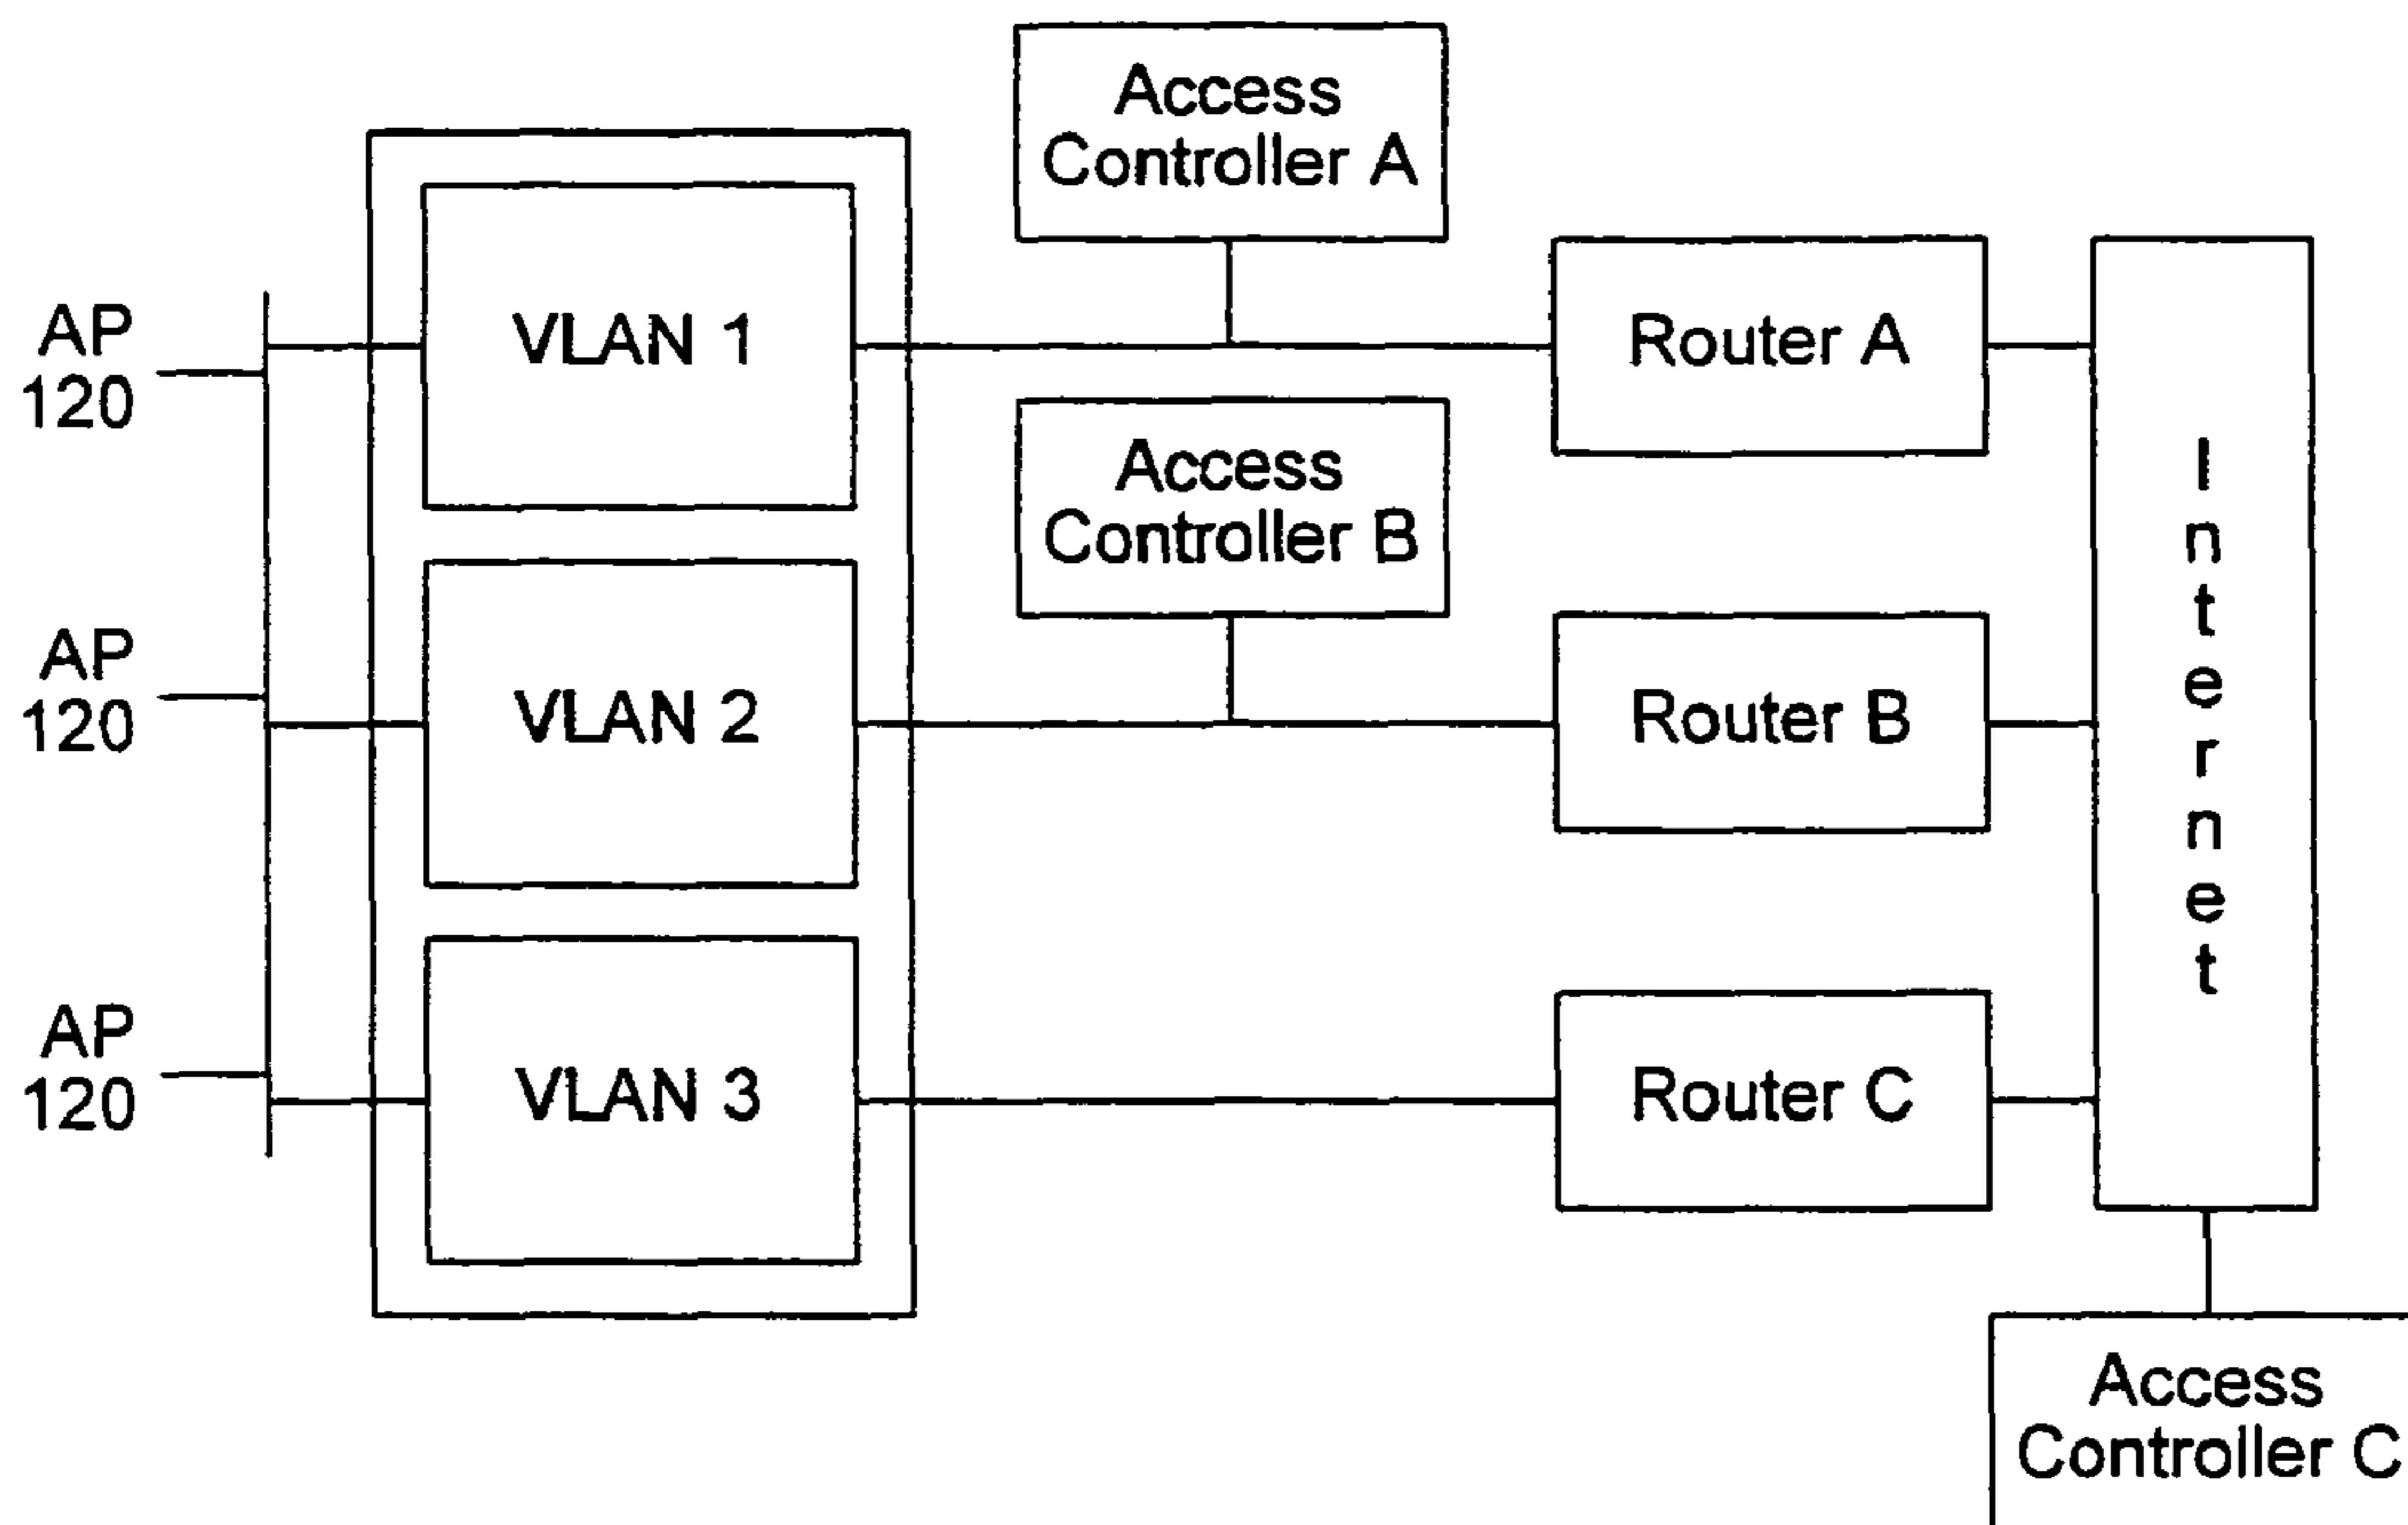 Access
Controller A
AP
120
VLAN 1
Router A
Access
Controller B
AP
120
VLAN 2
Router B
Internet
AP
120
VLAN 3
Router C
Access
Controller C